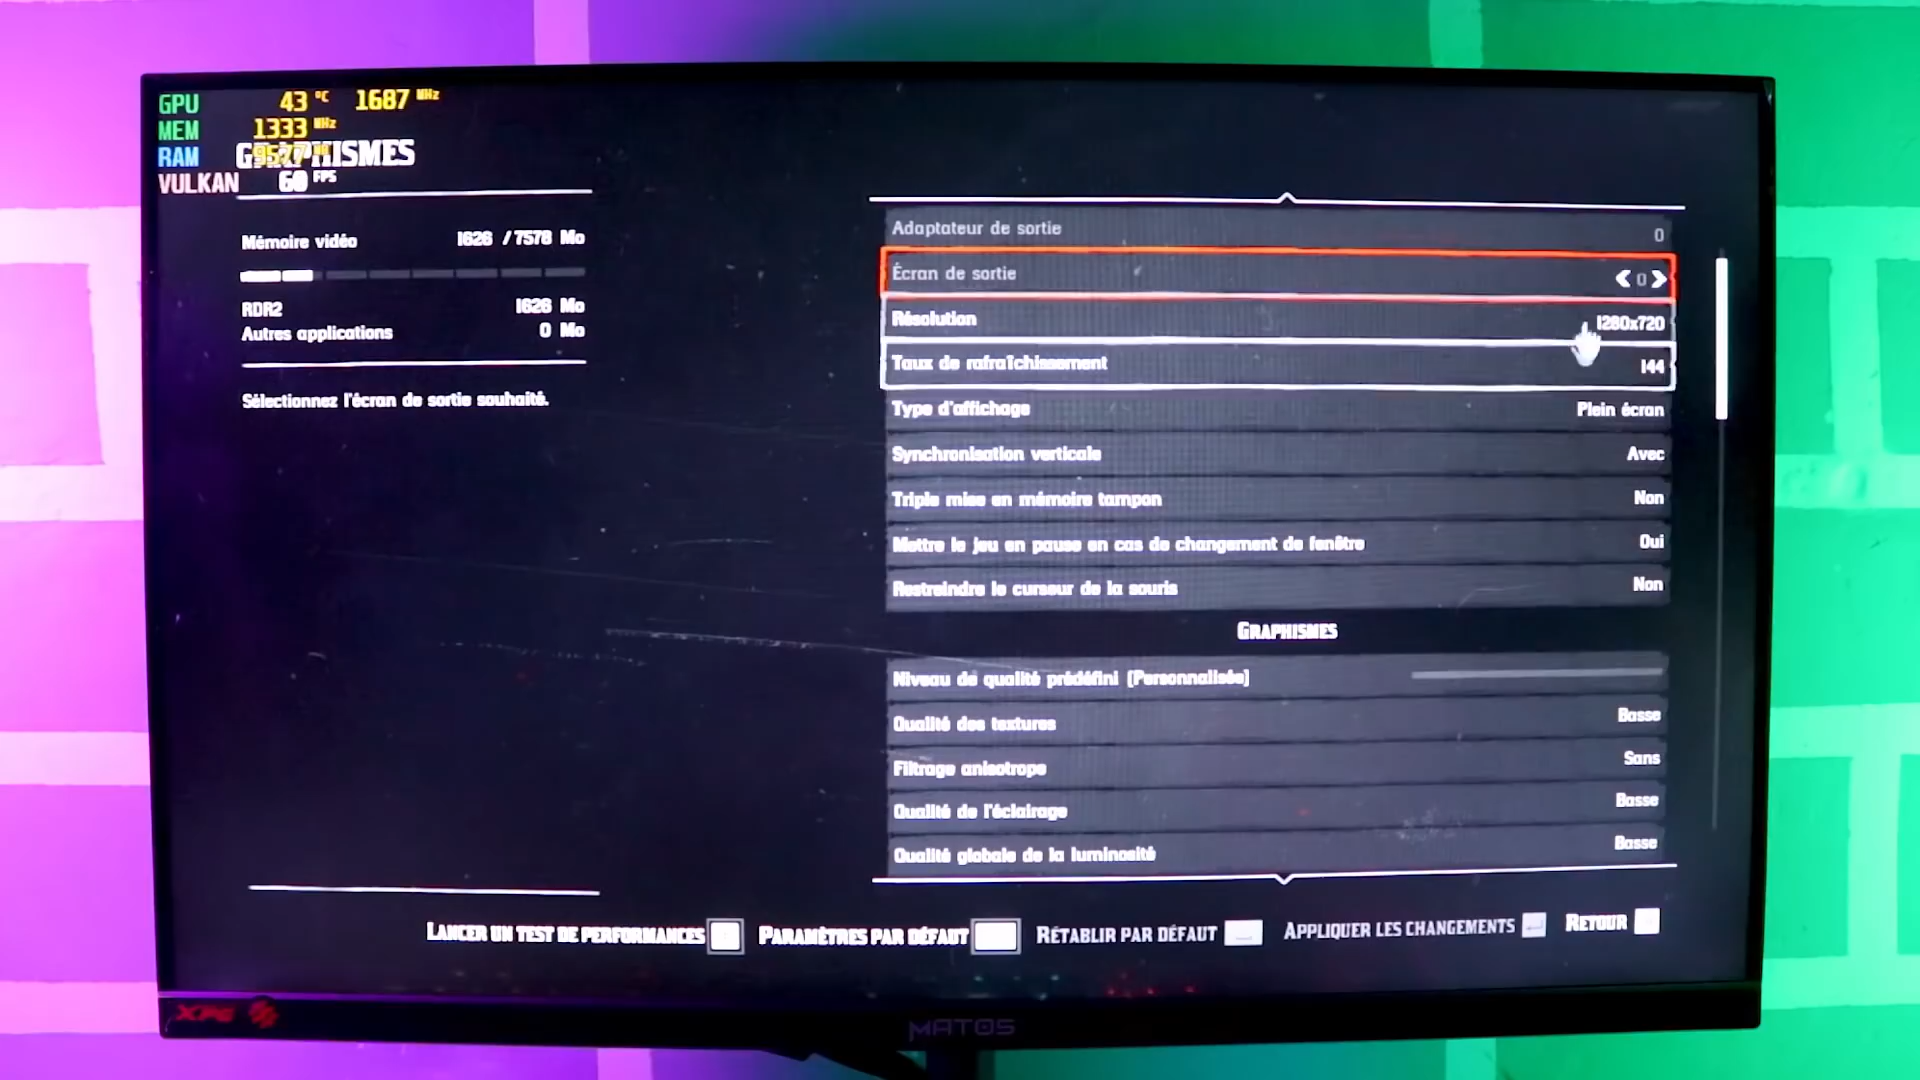 GPU 43 °C 1687 MHz
MEM 1333 MHz
RAM 9577
GRAPHISMES
VULKAN 60 FPS
Mémoire vidéo 1626 / 7578 Mo
RDR2 1626 Mo
Autres applications 0 Mo
Sélectionnez l'écran de sortie souhaité.
Adaptateur de sortie 0
Écran de sortie 0
Résolution 1280x720
Taux de rafraîchissement 144
Type d'affichage Plein écran
Synchronisation verticale Avec
Triple mise en mémoire tampon Non
Mettre le jeu en pause en cas de changement de fenêtre Oui
Restreindre le curseur de la souris Non
GRAPHISMES
Niveau de qualité prédéfini (Personnalisée)
Qualité des textures Basse
Filtrage anisotrope Sans
Qualité de l'éclairage Basse
Qualité globale de la luminosité Basse
LANCER UN TEST DE PERFORMANCES PARAMÈTRES PAR DÉFAUT RÉTABLIR PAR DÉFAUT APPLIQUER LES CHANGEMENTS RETOUR
XPG
MATOS